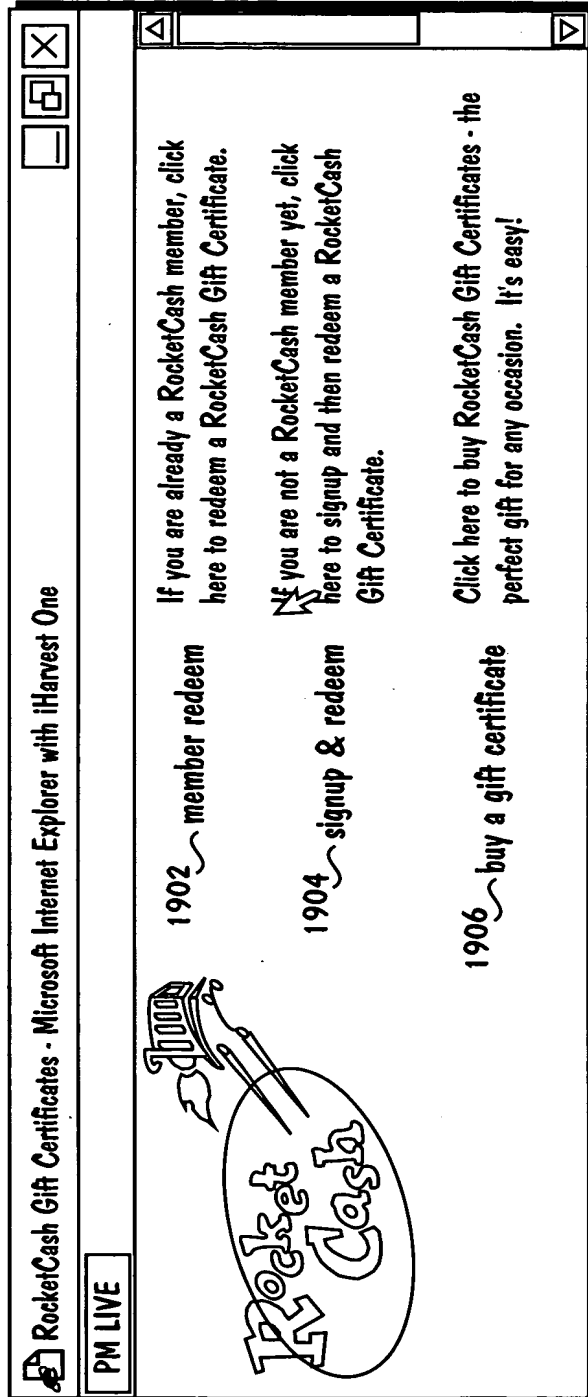 RocketCash Gift Certificates - Microsoft Internet Explorer with iHarvest One
PM LIVE
Rocket
Cash
1902 member redeem
If you are already a RocketCash member, click
here to redeem a RocketCash Gift Certificate.
1904 signup & redeem
If you are not a RocketCash member yet, click
here to signup and then redeem a RocketCash
Gift Certificate.
1906 buy a gift certificate
Click here to buy RocketCash Gift Certificates - the
perfect gift for any occasion. It's easy!